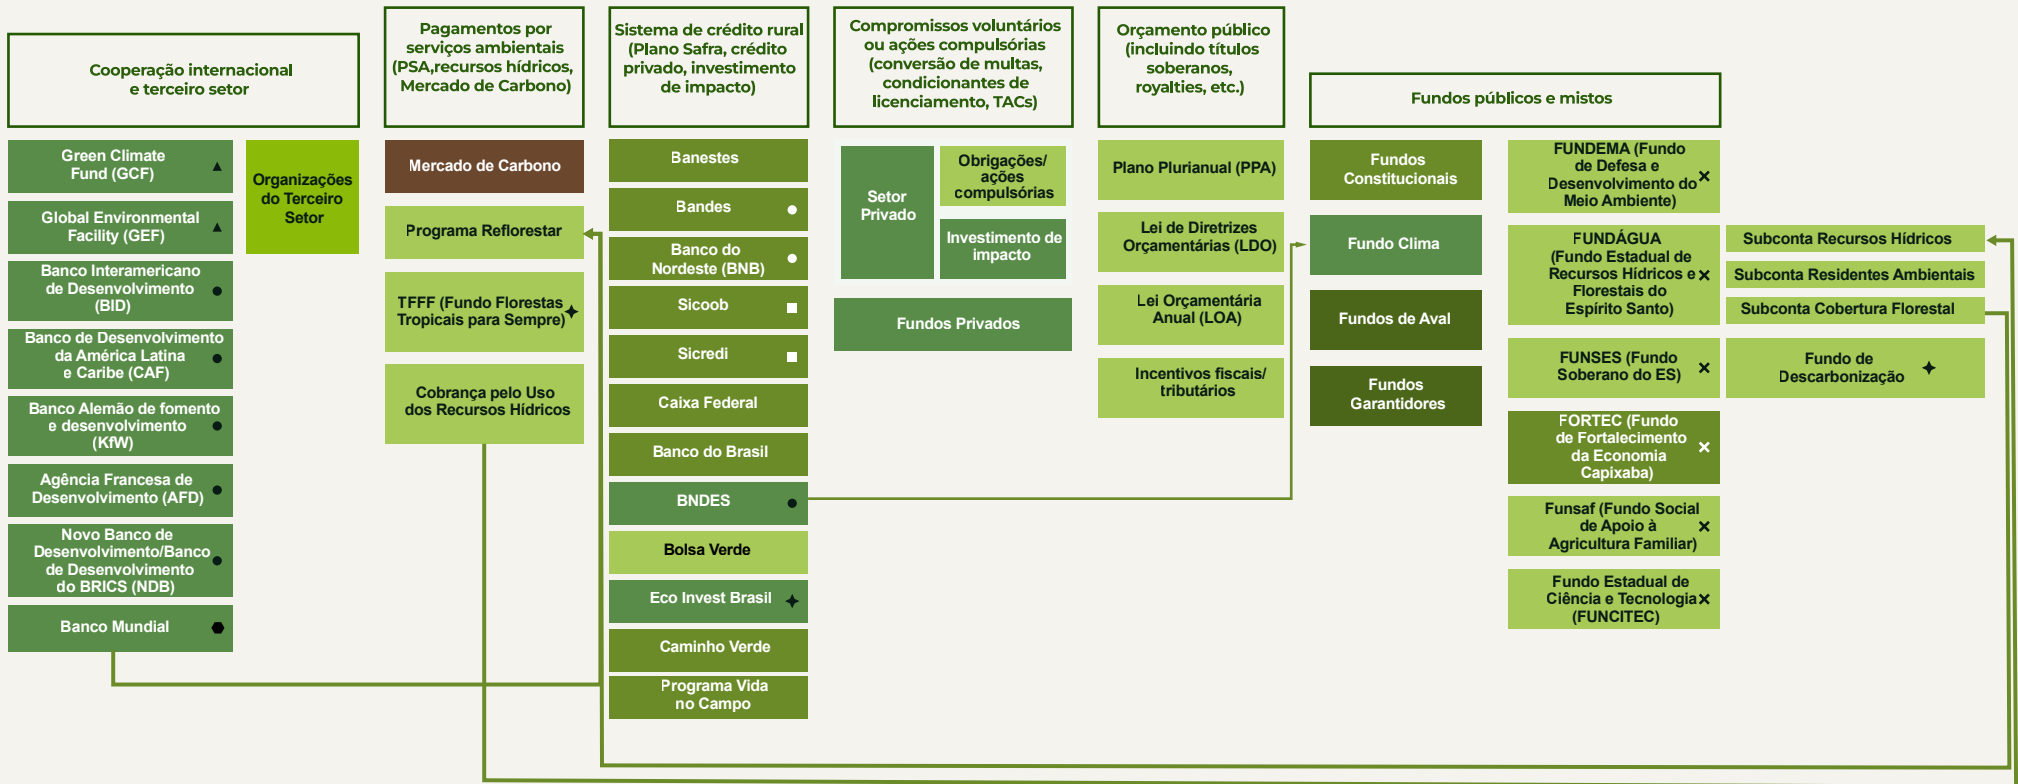 Cooperação internacional
e terceiro setor
Green Climate
Fund (GCF)
Global Environmental
Facility (GEF)
Banco Interamericano
de Desenvolvimento
(BID)
Banco de Desenvolvimento
da América Latina
e Caribe (CAF)
Banco Alemão de fomento
e desenvolvimento
(KfW)
Agência Francesa de
Desenvolvimento (AFD)
Novo Banco de
Desenvolvimento/Banco
de Desenvolvimento
do BRICS (NDB)
Banco Mundial
Organizações
do Terceiro
Setor
Pagamentos por
serviços ambientais
(PSA,recursos hídricos,
Mercado de Carbono)
Mercado de Carbono
Programa Reflorestar
TFFF (Fundo Florestas
Tropicais para Sempre)
Cobrança pelo Uso
dos Recursos Hídricos
Sistema de crédito rural
(Plano Safra, crédito
privado, investimento
de impacto)
Banestes
Bandes
Banco do
Nordeste (BNB)
Sicoob
Sicredi
Caixa Federal
Banco do Brasil
BNDES
Bolsa Verde
Eco Invest Brasil
Caminho Verde
Programa Vida
no Campo
Compromissos voluntários
ou ações compulsórias
(conversão de multas,
condicionantes de
licenciamento, TACs)
Setor
Privado
Obrigações/
ações
compulsórias
Investimento de
impacto
Fundos Privados
Orçamento público
(incluindo títulos
soberanos,
royalties, etc.)
Plano Plurianual (PPA)
Lei de Diretrizes
Orçamentárias (LDO)
Lei Orçamentária
Anual (LOA)
Incentivos fiscais/
tributários
Fundos públicos e mistos
Fundos
Constitucionais
Fundo Clima
Fundos de Aval
Fundos
Garantidores
FUNDEMA (Fundo
de Defesa e
Desenvolvimento do
Meio Ambiente)
FUNDÁGUA
(Fundo Estadual de
Recursos Hídricos e
Florestais do
Espírito Santo)
FUNSES (Fundo
Soberano do ES)
FORTEC (Fundo
de Fortalecimento
da Economia
Capixaba)
Funsaf (Fundo Social
de Apoio à
Agricultura Familiar)
Fundo Estadual de
Ciência e Tecnologia
(FUNCITEC)
Subconta Recursos Hídricos
Subconta Residentes Ambientais
Subconta Cobertura Florestal
Fundo de
Descarbonização